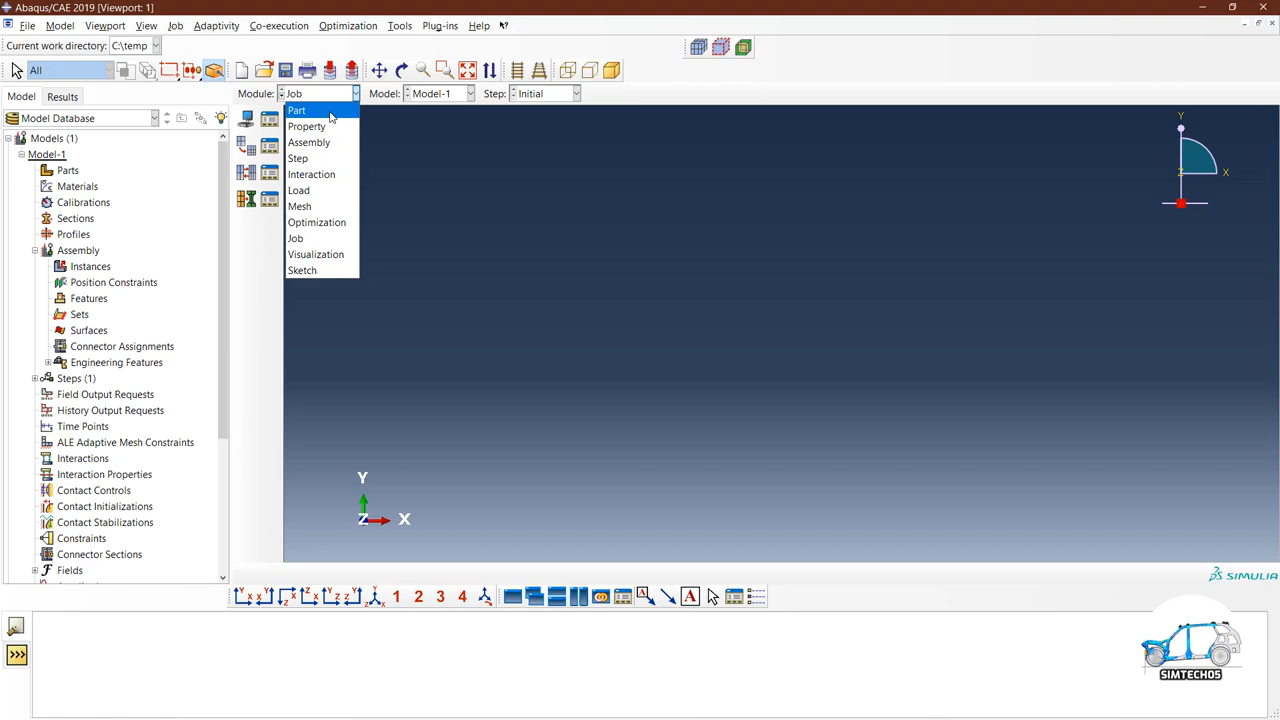 Abaqus/CAE 2019 [Viewport: 1]
File Model Viewport View Job Adaptivity Co-execution Optimization Tools Plug-ins Help
Current work directory: C:\temp
All
Model Results
Module: Job Model: Model-1 Step: Initial
Model Database
Models (1)
Model-1
Parts
Materials
Calibrations
Sections
Profiles
Assembly
Instances
Position Constraints
Features
Sets
Surfaces
Connector Assignments
Engineering Features
Steps (1)
Field Output Requests
History Output Requests
Time Points
ALE Adaptive Mesh Constraints
Interactions
Interaction Properties
Contact Controls
Contact Initializations
Contact Stabilizations
Constraints
Connector Sections
Fields
Part
Property
Assembly
Step
Interaction
Load
Mesh
Optimization
Job
Visualization
Sketch
Y
Z X
Y
Z X
SIMULIA
1 2 3 4
A
A
>>>
SIMTECH05